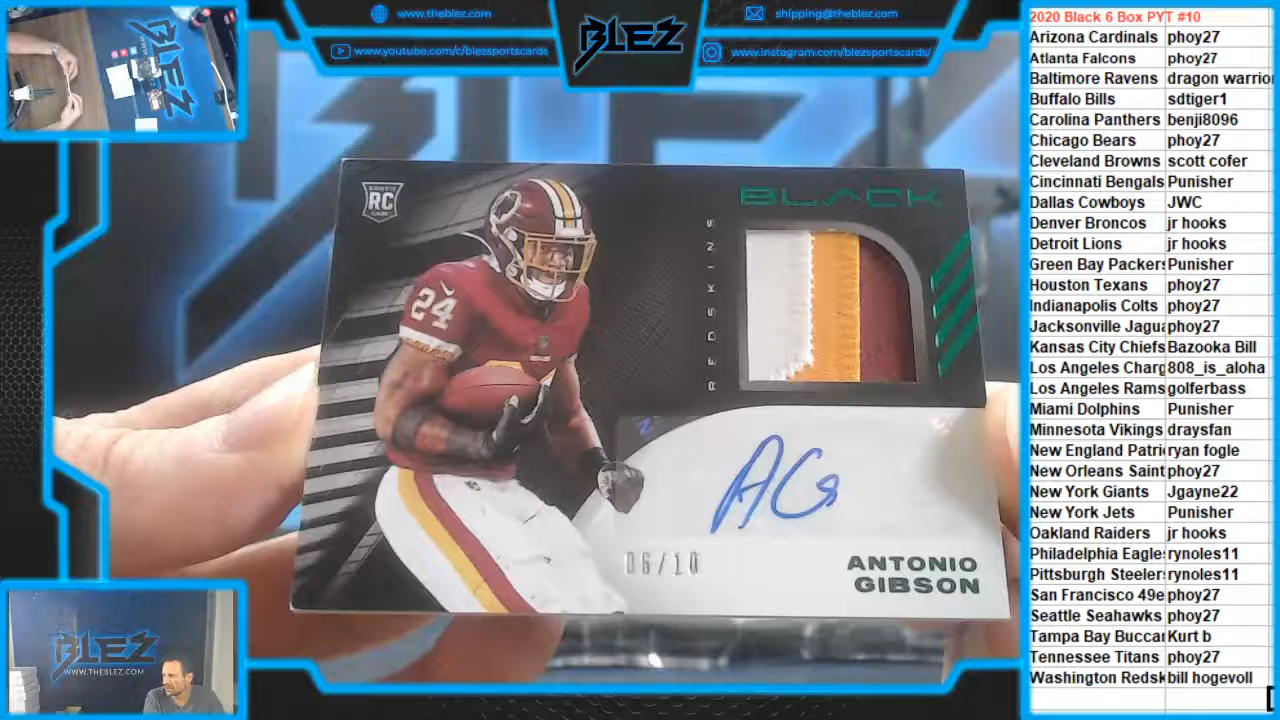 www.theblez.com
www.youtube.com/c/blezsportscards
BLEZ
shipping@theblez.com
www.instagram.com/blezsportscards/
BLEZ
ROOKIE
RC
CARD
BLACK
REDSKINS
24
AG
06/10
ANTONIO
GIBSON
BLEZ
WWW.THEBLEZ.COM
2020 Black 6 Box PYT #10
Arizona Cardinals phoy27
Atlanta Falcons phoy27
Baltimore Ravens dragon warrio
Buffalo Bills sdtiger1
Carolina Panthers benji8096
Chicago Bears phoy27
Cleveland Browns scott cofer
Cincinnati Bengals Punisher
Dallas Cowboys JWC
Denver Broncos jr hooks
Detroit Lions jr hooks
Green Bay Packers Punisher
Houston Texans phoy27
Indianapolis Colts phoy27
Jacksonville Jagua phoy27
Kansas City Chiefs Bazooka Bill
Los Angeles Charg 808_is_aloha
Los Angeles Rams golferbass
Miami Dolphins Punisher
Minnesota Vikings draysfan
New England Patri ryan fogle
New Orleans Saint phoy27
New York Giants Jgayne22
New York Jets Punisher
Oakland Raiders jr hooks
Philadelphia Eagle rynoles11
Pittsburgh Steeler rynoles11
San Francisco 49e phoy27
Seattle Seahawks phoy27
Tampa Bay Buccar Kurt b
Tennessee Titans phoy27
Washington Redsk bill hogevoll